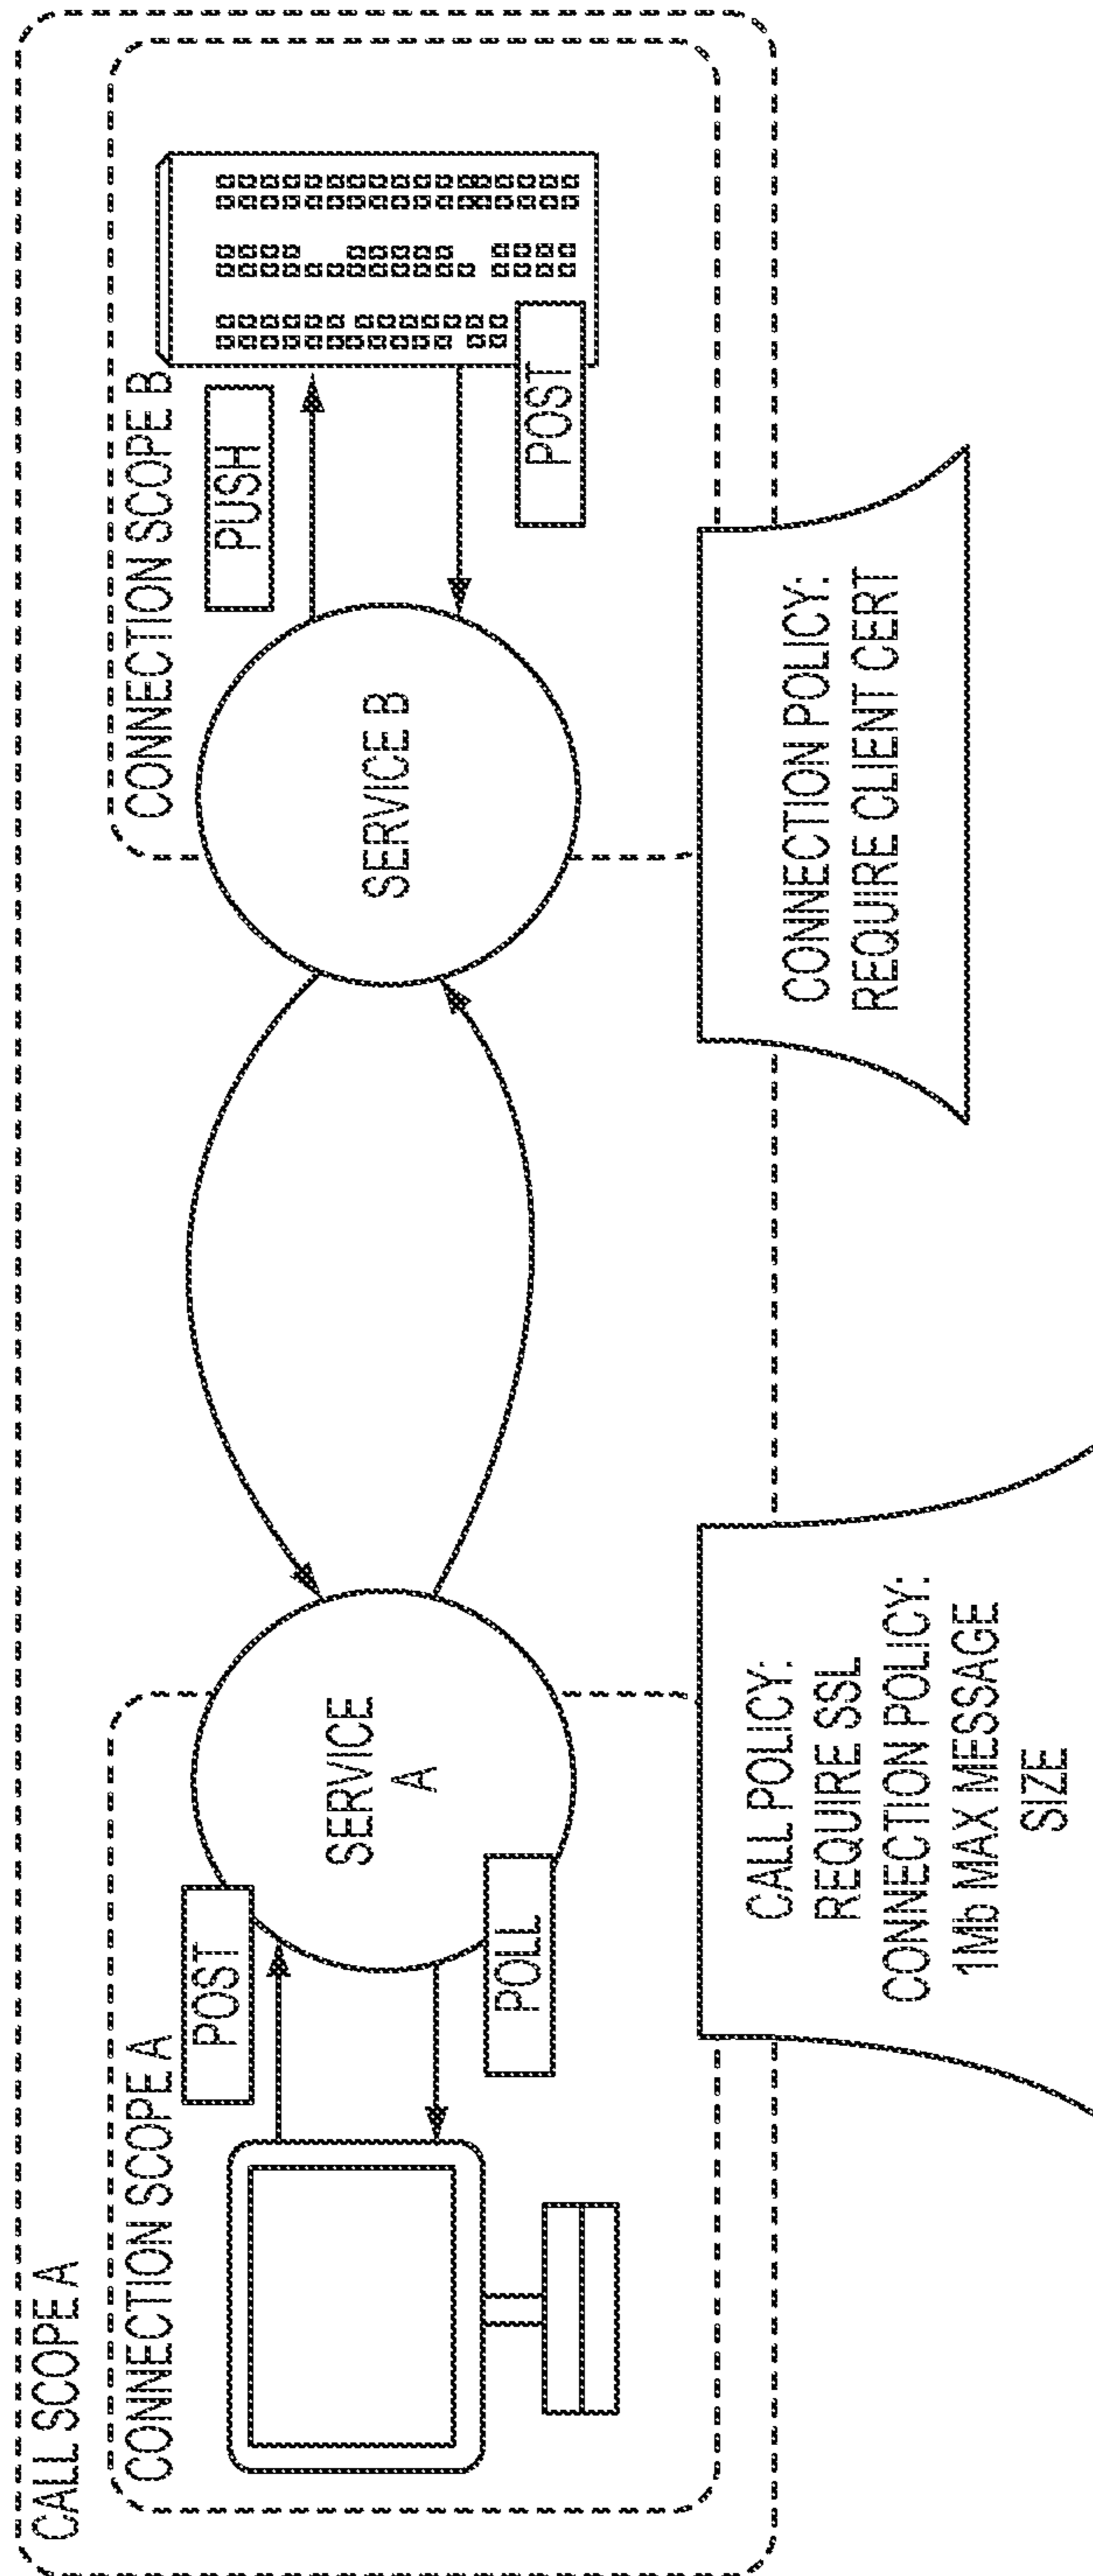 CALL SCOPE A
CONNECTION SCOPE A
POST
POLL
SERVICE
A
CONNECTION SCOPE B
SERVICE B
PUSH
POST
CALL POLICY:
REQUIRE SSL
CONNECTION POLICY:
1Mb MAX MESSAGE
SIZE
CONNECTION POLICY:
REQUIRE CLIENT CERT